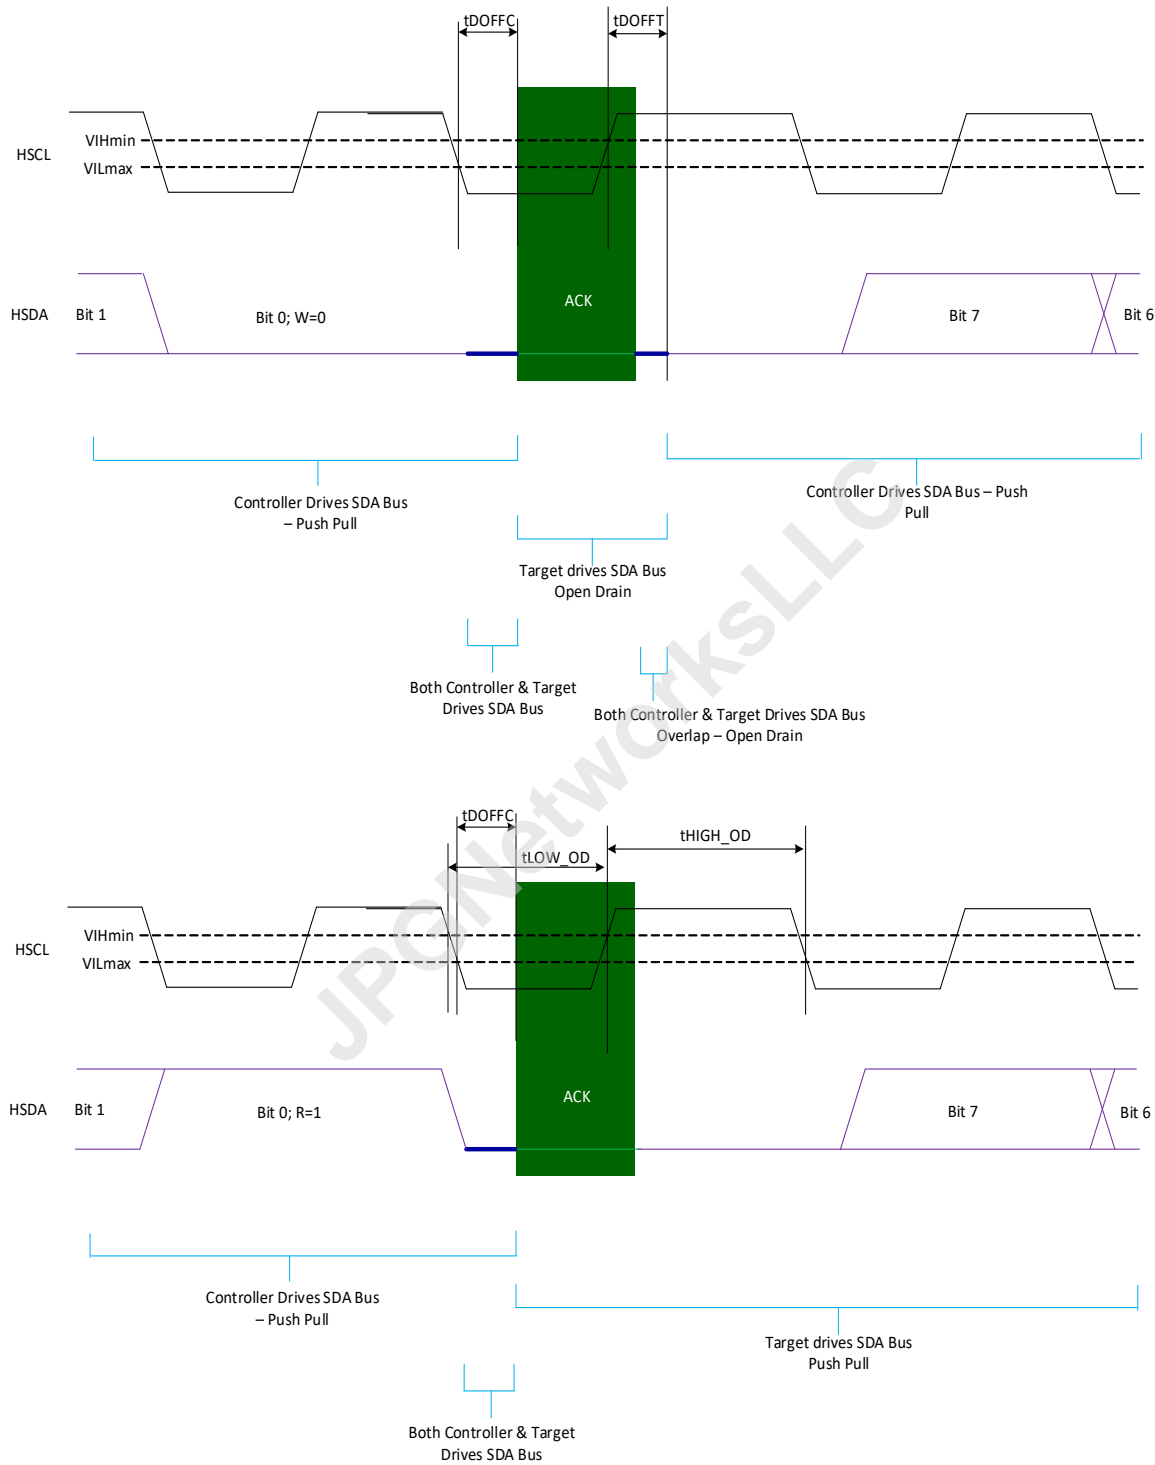 tDOFFC
tDOFFT
VIHmin
HSCL
VILmax
ACK
HSDA
Bit 1
Bit 0; W=0
Bit 7
Bit 6
Controller Drives SDA Bus
– Push Pull
Controller Drives SDA Bus – Push
Pull
Target drives SDA Bus
Open Drain
Both Controller & Target
Drives SDA Bus
Both Controller & Target Drives SDA Bus
Overlap – Open Drain
JPGNetworksLLC
tDOFFC
tHIGH_OD
tLOW_OD
VIHmin
HSCL
VILmax
ACK
HSDA
Bit 1
Bit 0; R=1
Bit 7
Bit 6
Controller Drives SDA Bus
– Push Pull
Target drives SDA Bus
Push Pull
Both Controller & Target
Drives SDA Bus